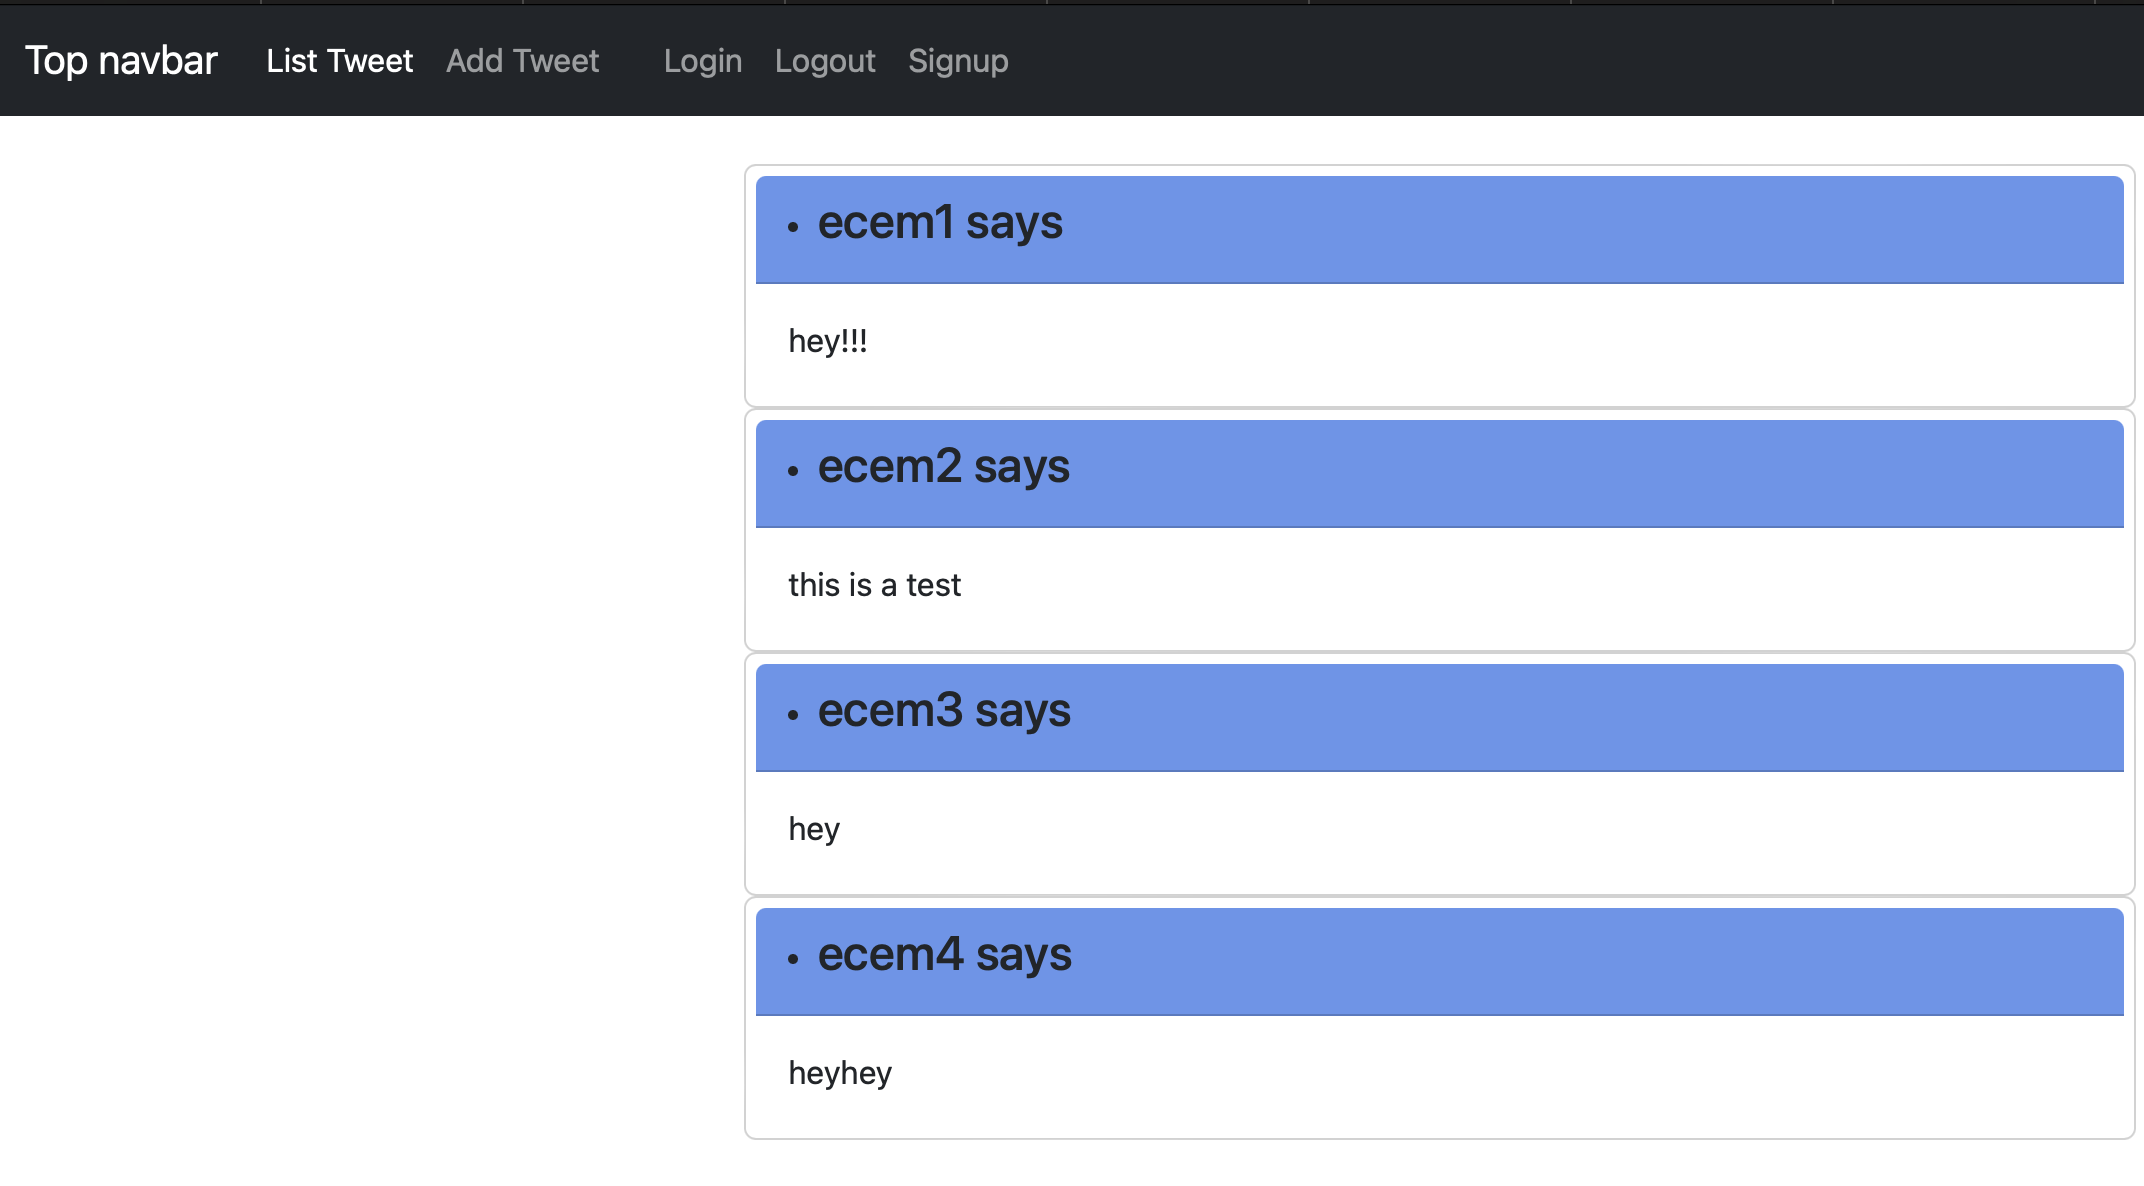 Top navbar List Tweet Add Tweet Login Logout Signup
• ecem1 says
hey!!!
• ecem2 says
this is a test
• ecem3 says
hey
• ecem4 says
heyhey